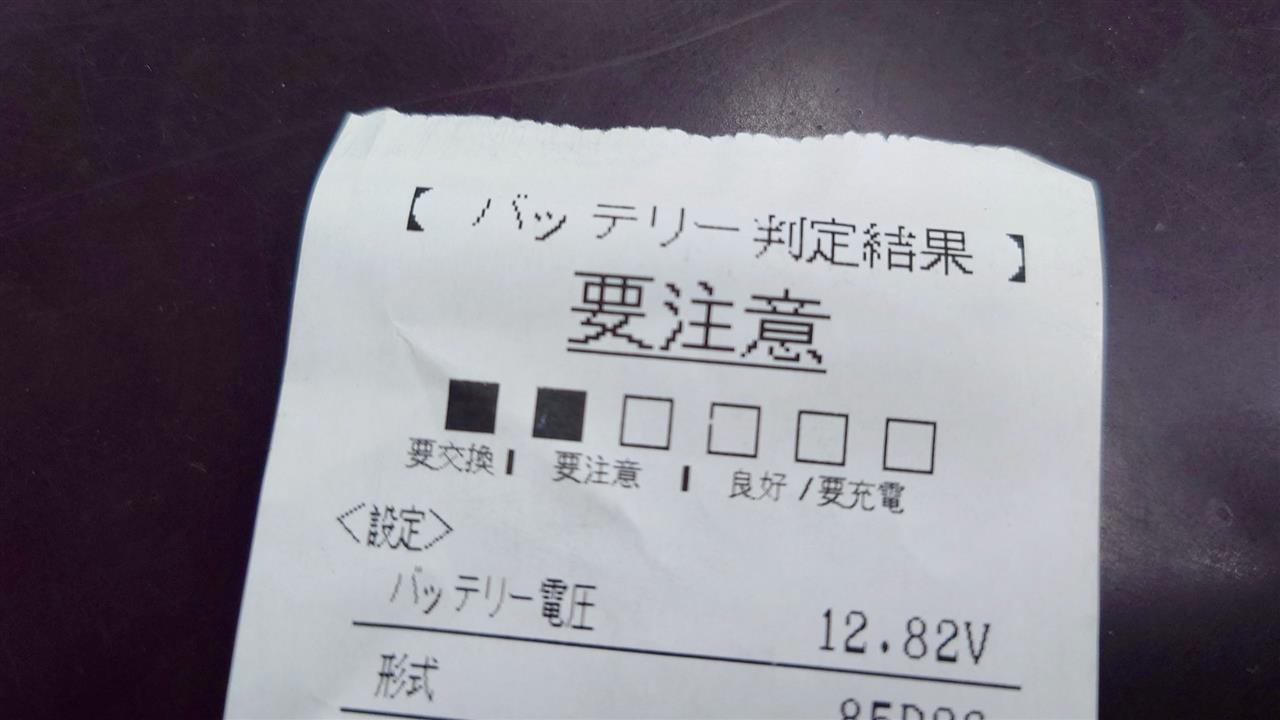 【 バッテリー判定結果 】
要注意
■ ■ □ □ □ □
要交換 | 要注意 | 良好 /要充電
<設定>
バッテリー電圧 12.82V
形式